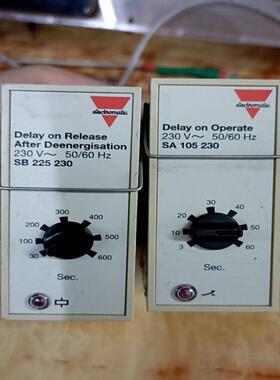 electromatic
Delay on Release
After Deenergisation
230 V~ 50/60 Hz
SB 225 230
300
200 400
100 500
30 600
Sec.
electromatic
Delay on Operate
230 V~ 50/60 Hz
SA 105 230
30
20 40
10 50
6
3 60
Sec.